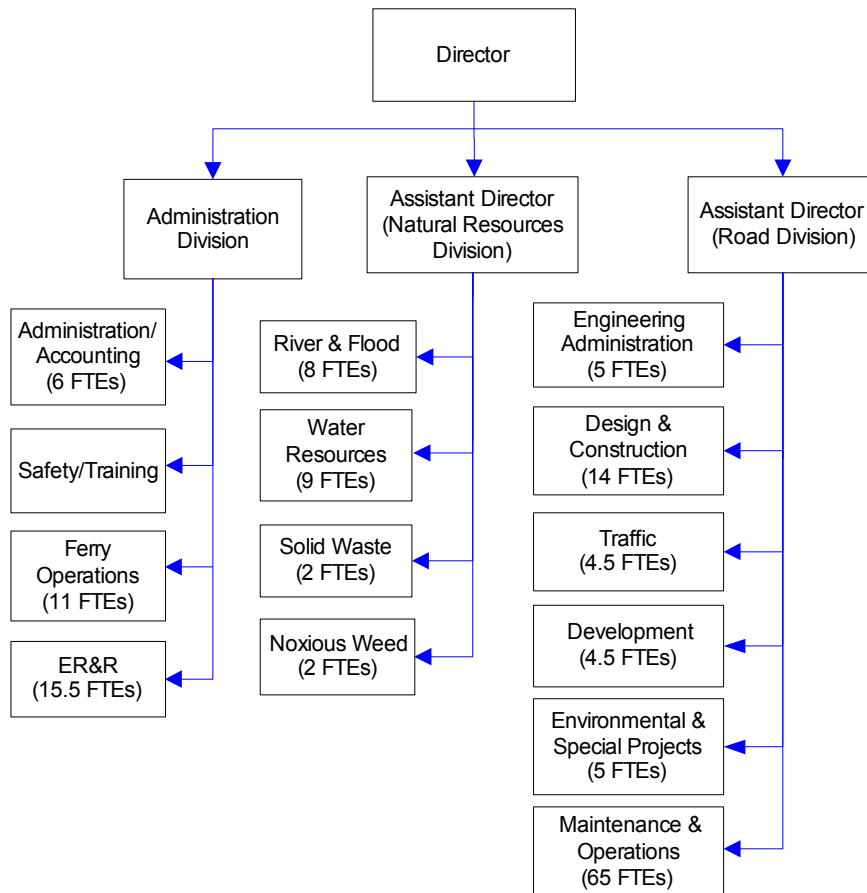 Director
Administration
Division
Assistant Director
(Natural Resources
Division)
Assistant Director
(Road Division)
Administration/
Accounting
(6 FTEs)
Safety/Training
Ferry
Operations
(11 FTEs)
ER&R
(15.5 FTEs)
River & Flood
(8 FTEs)
Water
Resources
(9 FTEs)
Solid Waste
(2 FTEs)
Noxious Weed
(2 FTEs)
Engineering
Administration
(5 FTEs)
Design &
Construction
(14 FTEs)
Traffic
(4.5 FTEs)
Development
(4.5 FTEs)
Environmental &
Special Projects
(5 FTEs)
Maintenance &
Operations
(65 FTEs)